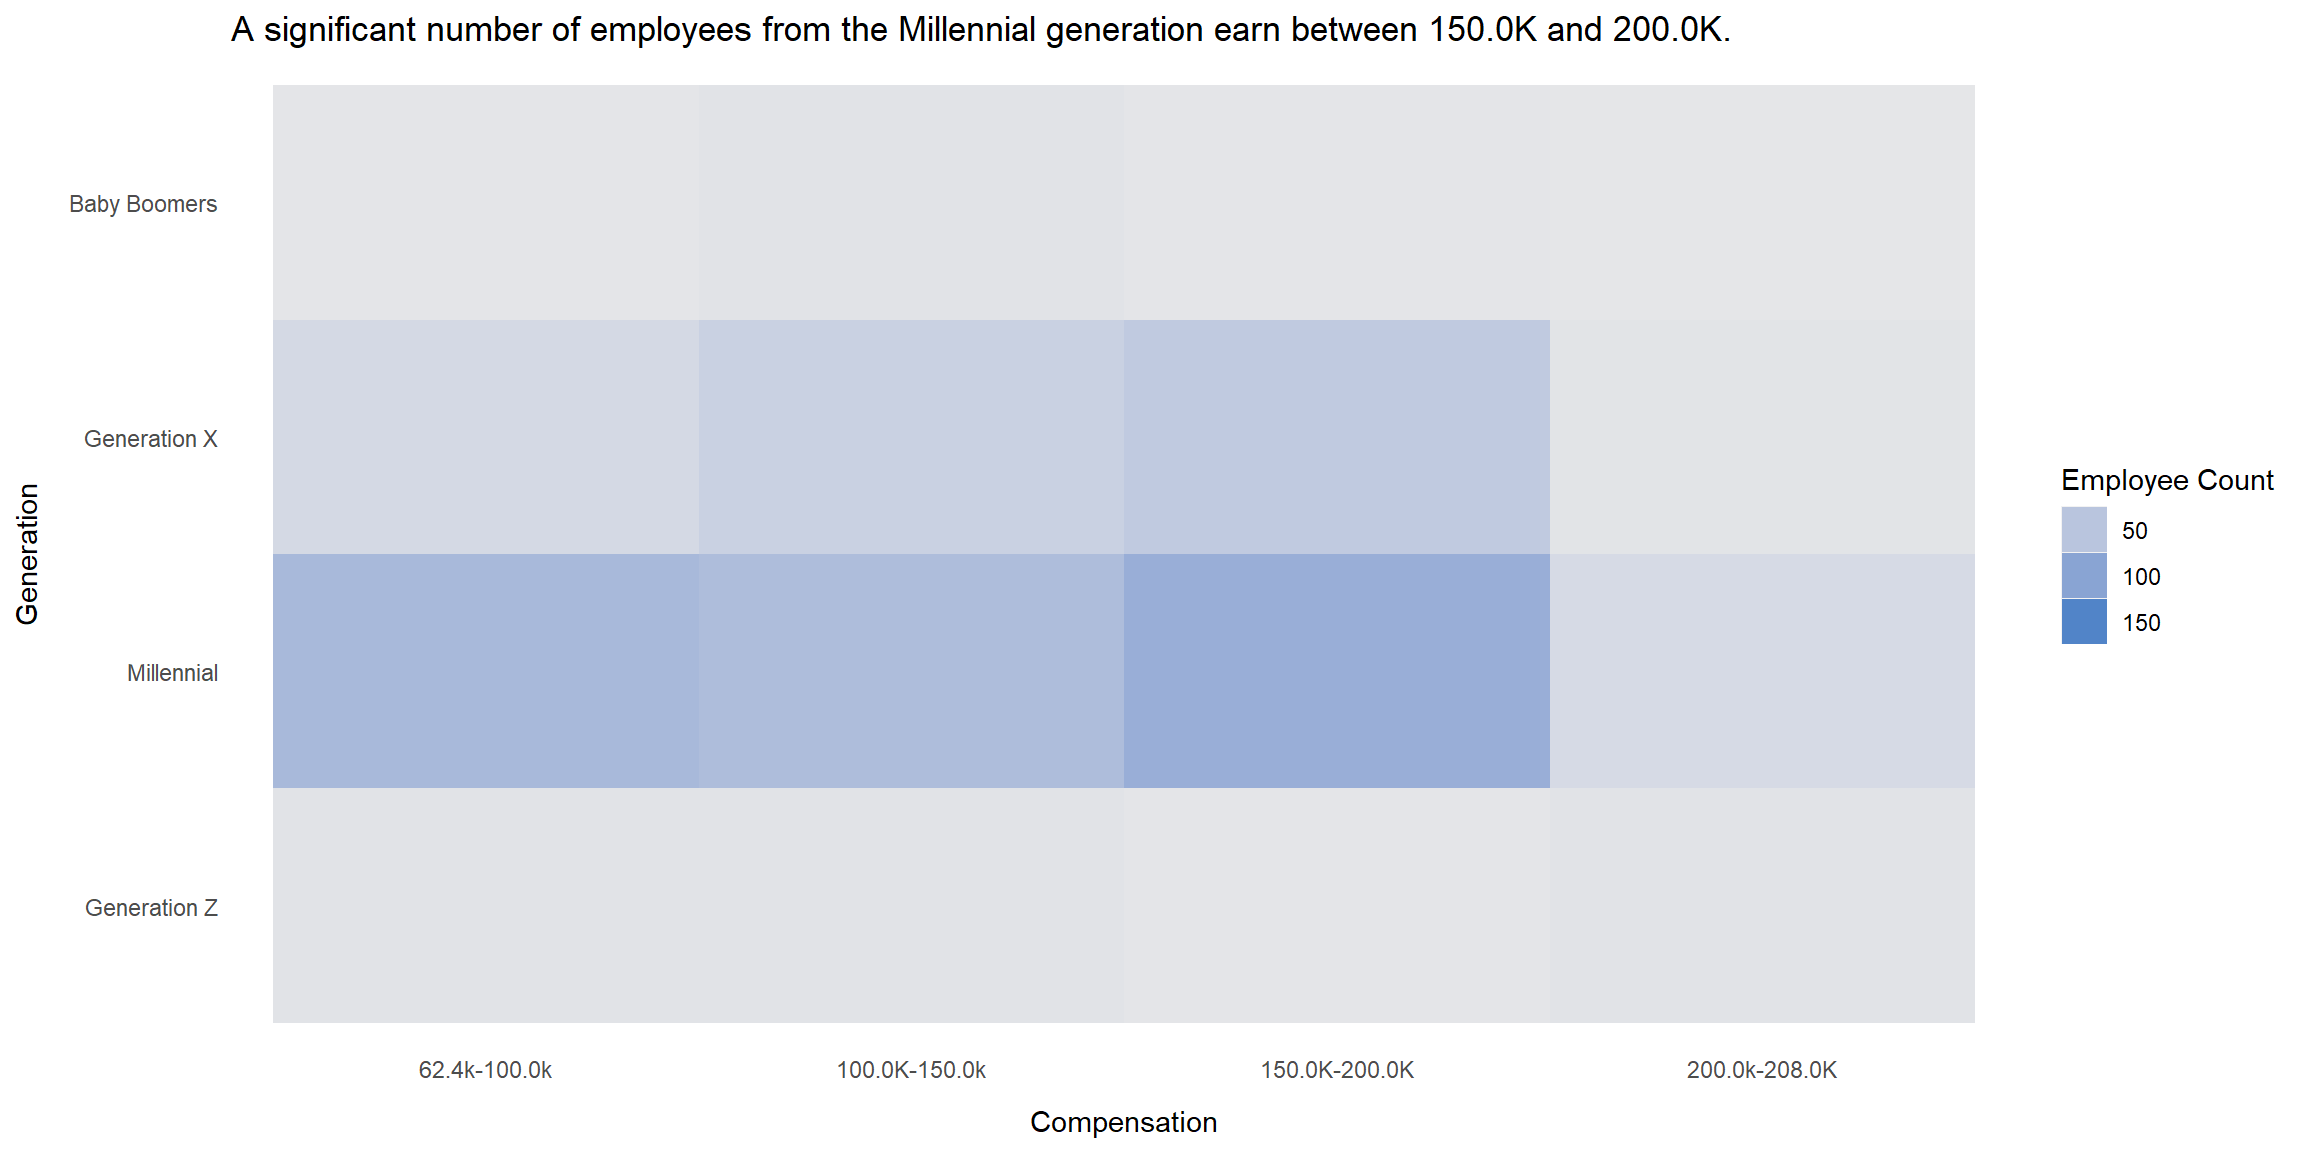 A significant number of employees from the Millennial generation earn between 150.0K and 200.0K.
Generation
Baby Boomers
Generation X
Millennial
Generation Z
62.4k-100.0k
100.0K-150.0k
150.0K-200.0K
200.0k-208.0K
Compensation
Employee Count
50
100
150